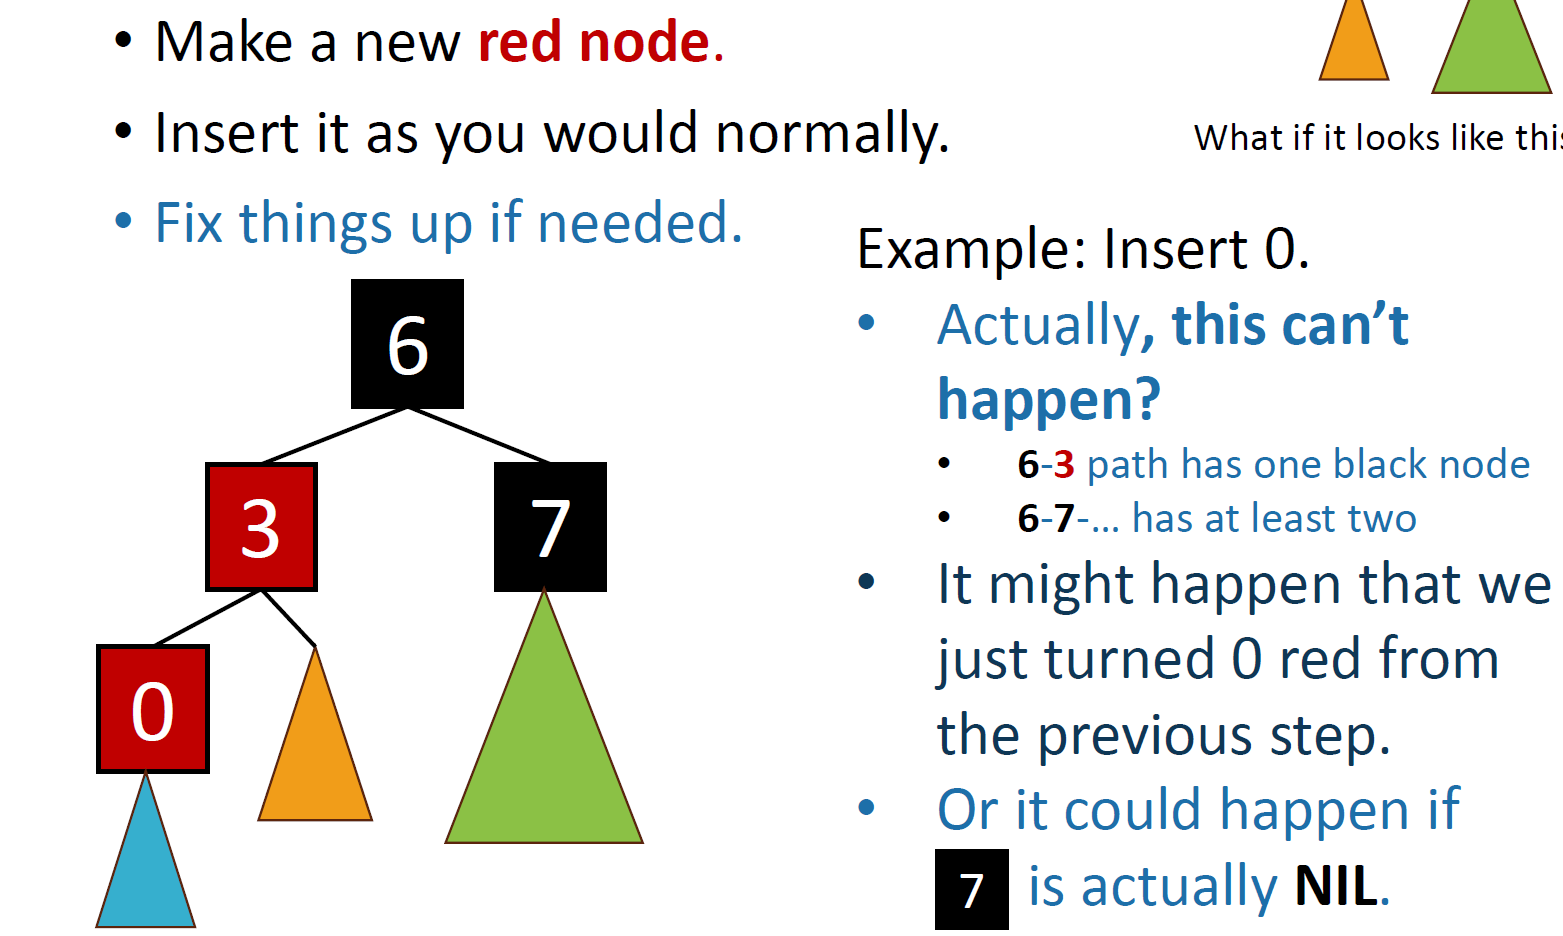 • Make a new red node.
• Insert it as you would normally.
• Fix things up if needed.
What if it looks like this
Example: Insert 0.
• Actually, this can’t
happen?
• 6-3 path has one black node
• 6-7-... has at least two
• It might happen that we
just turned 0 red from
the previous step.
• Or it could happen if
7 is actually NIL.
6
3
7
0